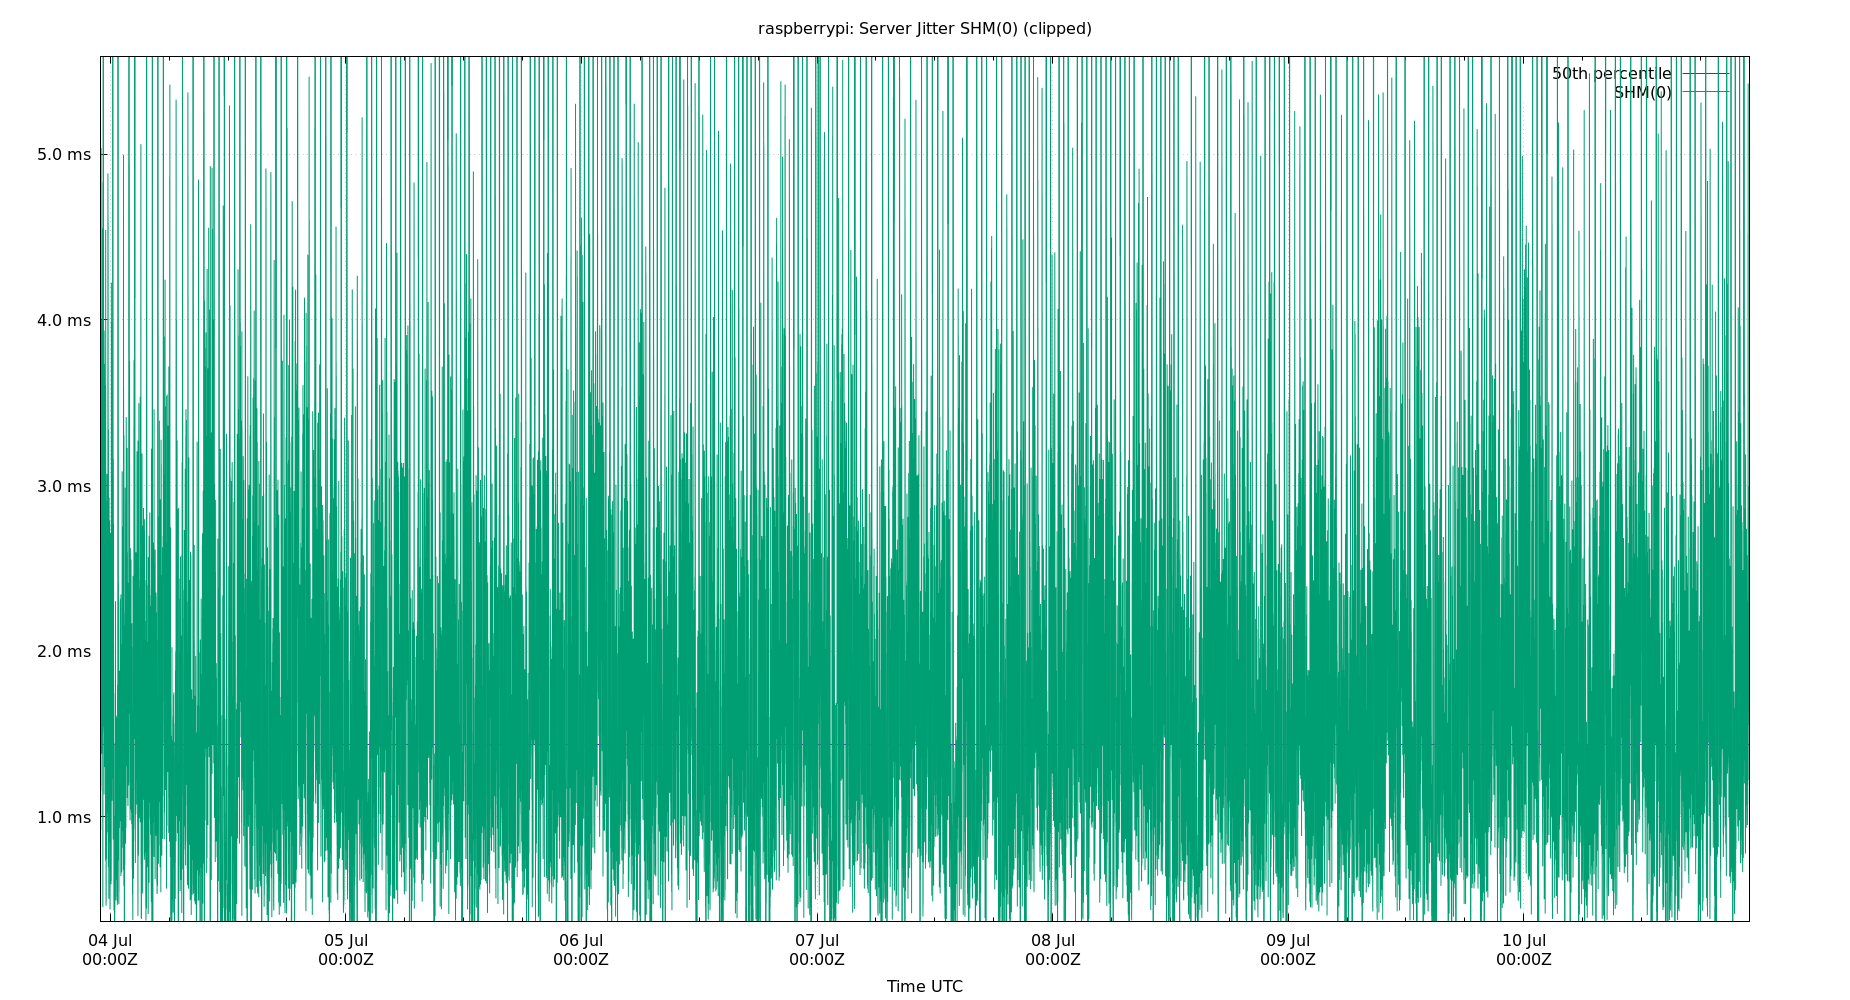 raspberrypi: Server Jitter SHM(0) (clipped)
50th percentile
SHM(0)
5.0 ms
4.0 ms
3.0 ms
2.0 ms
1.0 ms
04 Jul 05 Jul 06 Jul 07 Jul 08 Jul 09 Jul 10 Jul
00:00Z 00:00Z 00:00Z 00:00Z 00:00Z 00:00Z 00:00Z
Time UTC